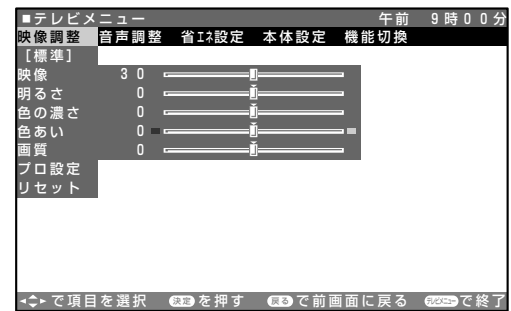 ■テレビメニュー 午前 9時00分
映像調整 音声調整 省エネ設定 本体設定 機能切換
[標準]
映像 30
明るさ 0
色の濃さ 0
色あい 0
画質 0
プロ設定
リセット
で項目を選択 決定を押す 戻るで前画面に戻る テレビメニューで終了